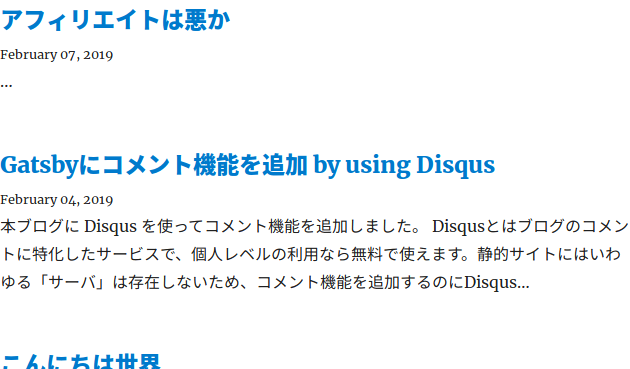 アフィリエイトは悪か
February 07, 2019
…
Gatsbyにコメント機能を追加 by using Disqus
February 04, 2019
本ブログに Disqus を使ってコメント機能を追加しました。 Disqusとはブログのコメン
トに特化したサービスで、個人レベルの利用なら無料で使えます。静的サイトにはいわ
ゆる「サーバ」は存在しないため、コメント機能を追加するのにDisqus…
こんにちは世界